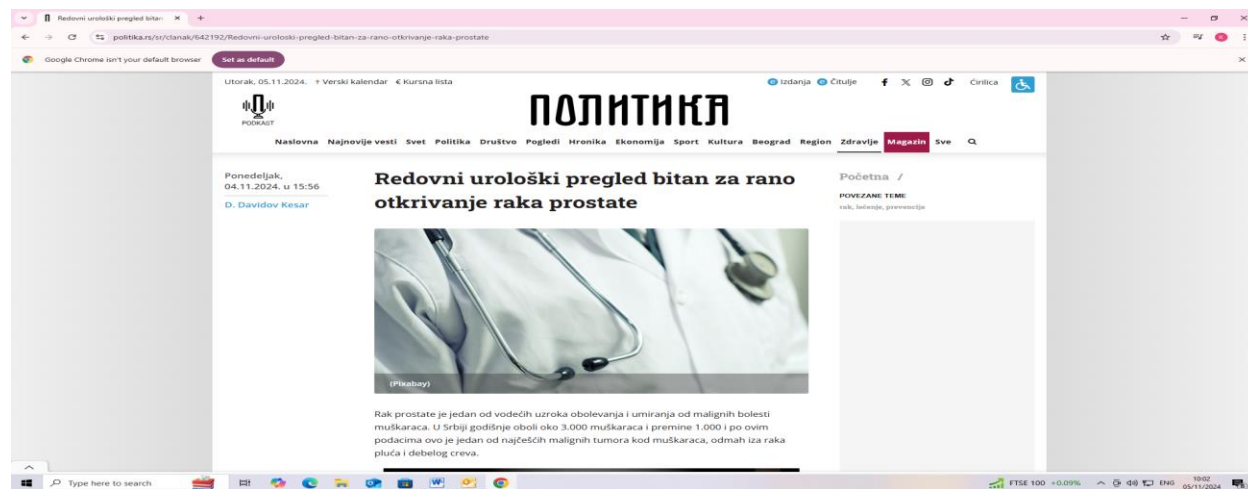 Redovni urološki pregled bitan
politika.rs/sr/clanak/642192/Redovni-uroloski-pregled-bitan-za-rano-otkrivanje-raka-prostate
Google Chrome isn't your default browser Set as default
Utorak, 05.11.2024. Verski kalendar € Kursna lista
e izdanja e Čitulje Ćirilica
PODKAST
ПОЛИТИКА
Naslovna Najnovije vesti Svet Politika Društvo Pogledi Hronika Ekonomija Sport Kultura Beograd Region Zdravlje Magazin Sve
Ponedeljak,
04.11.2024. u 15:56
D. Davidov Kesar
Redovni urološki pregled bitan za rano
otkrivanje raka prostate
Početna /
POVEZANE TEME
rak, lečenje, prevencija
(Pixabay)
Rak prostate je jedan od vodećih uzroka obolevanja i umiranja od malignih bolesti
muškaraca. U Srbiji godišnje oboli oko 3.000 muškaraca i premine 1.000 i po ovim
podacima ovo je jedan od najčešćih malignih tumora kod muškaraca, odmah iza raka
pluća i debelog creva.
Type here to search
FTSE 100 +0.09% ENG
10:02
05/11/2024